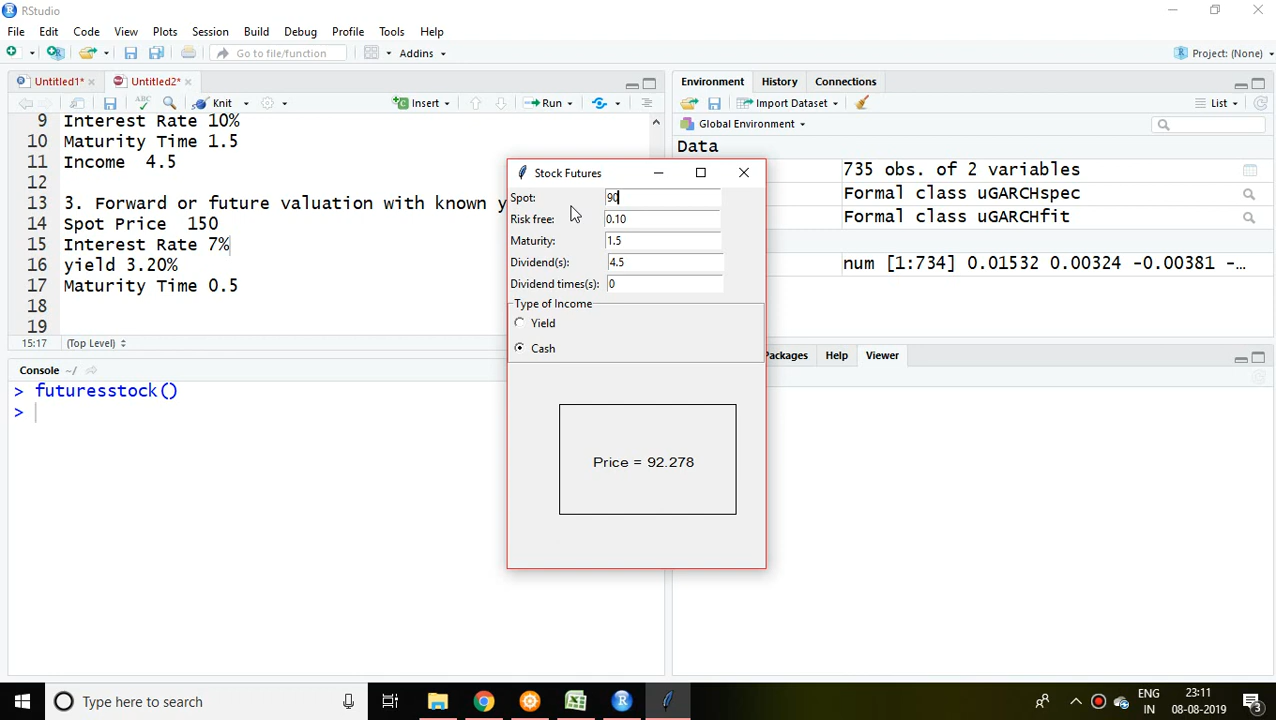 RStudio
File Edit Code View Plots Session Build Debug Profile Tools Help
Go to file/function Addins Project: (None)
Untitled1* Untitled2*
ABC Knit Insert Run
9 Interest Rate 10%
10 Maturity Time 1.5
11 Income 4.5
12
13 3. Forward or future valuation with known y
14 Spot Price 150
15 Interest Rate 7%
16 yield 3.20%
17 Maturity Time 0.5
18
19
15:17 (Top Level)
Console ~/
> futuresstock()
>
Stock Futures
Spot: 90
Risk free: 0.10
Maturity: 1.5
Dividend(s): 4.5
Dividend times(s): 0
Type of Income
Yield
Cash
Price = 92.278
Environment History Connections
Import Dataset List
Global Environment
Data
735 obs. of 2 variables
Formal class uGARCHspec
Formal class uGARCHfit
num [1:734] 0.01532 0.00324 -0.00381 -...
Packages Help Viewer
Type here to search
ENG
IN
23:11
08-08-2019
3